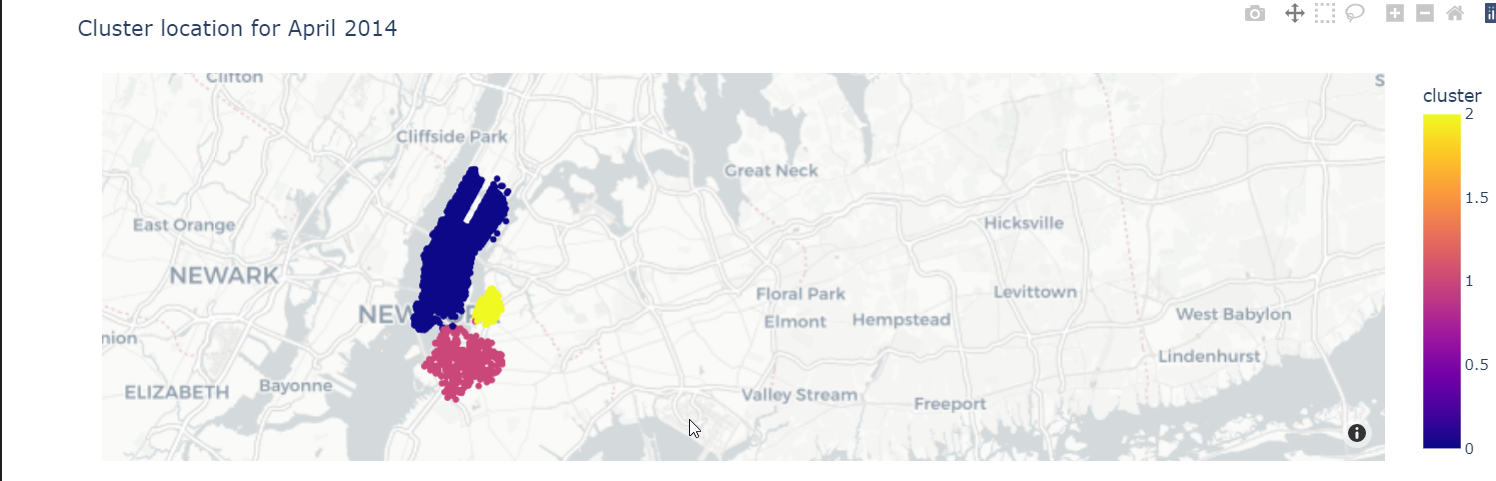 Cluster location for April 2014
Clifton
S
cluster
2
Cliffside Park
Great Neck
1.5
East Orange
Hicksville
NEWARK
1
Floral Park
Levittown
NEW
Elmont
Hempstead
West Babylon
nion
Lindenhurst
0.5
ELIZABETH
Bayonne
Valley Stream
Freeport
0